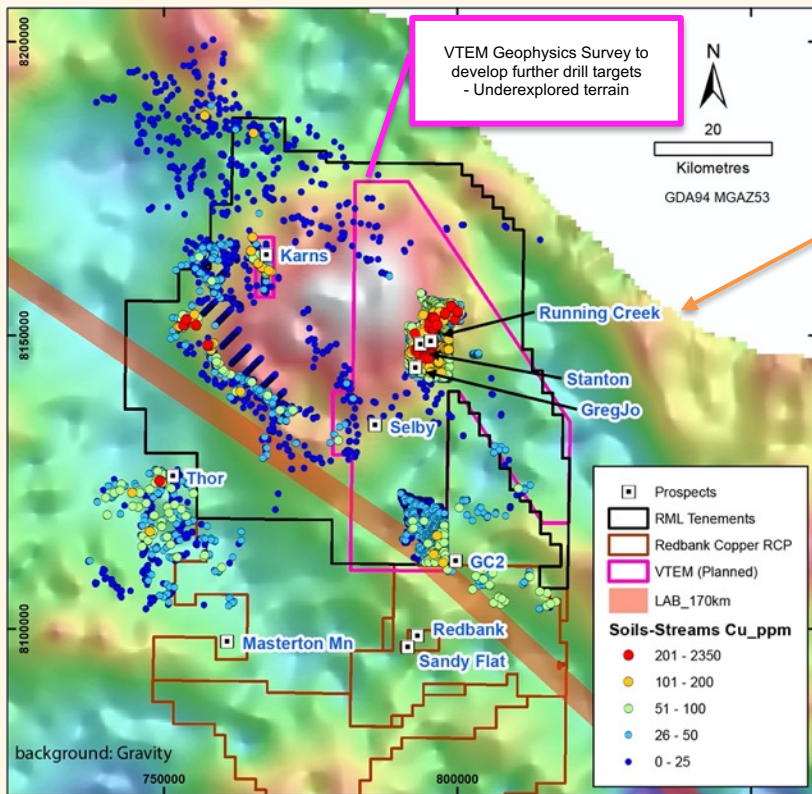 8200000
VTEM Geophysics Survey to
develop further drill targets
- Underexplored terrain
N
20
Kilometres
GDA94 MGAZ53
Karns
Running Creek
8150000
Stanton
GregJo
Selby
Thor
GC2
8100000
Redbank
Masterton Mn
Sandy Flat
Prospects
RML Tenements
Redbank Copper RCP
VTEM (Planned)
LAB_170km
Soils-Streams Cu_ppm
201 - 2350
101 - 200
51 - 100
26 - 50
0 - 25
background: Gravity
750000
800000